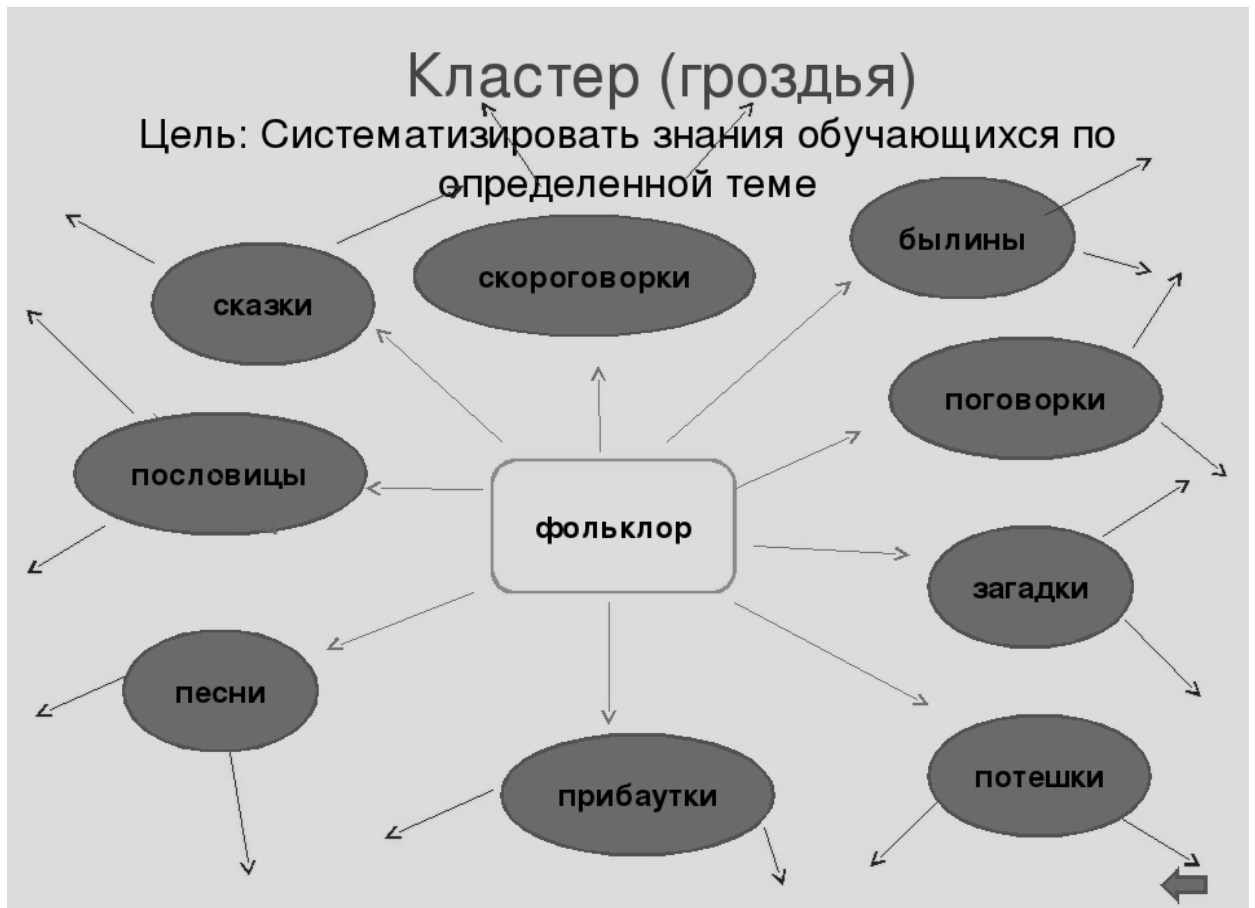 Кластер (гроздья)
Цель: Систематизировать знания обучающихся по
определенной теме
былины
скороговорки
сказки
поговорки
пословицы
фольклор
загадки
песни
потешки
прибаутки